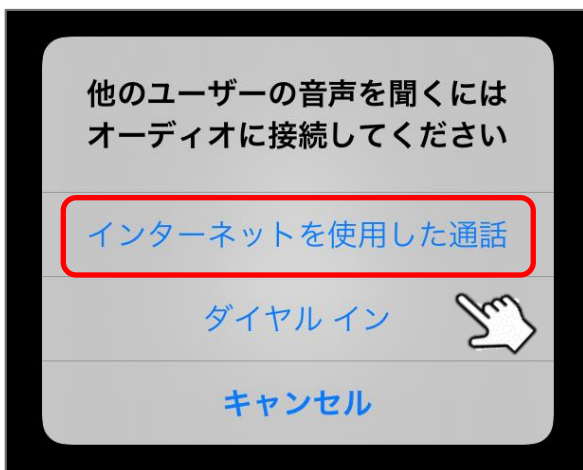 他のユーザーの音声を聞くには
オーディオに接続してください
インターネットを使用した通話
ダイヤル イン
キャンセル